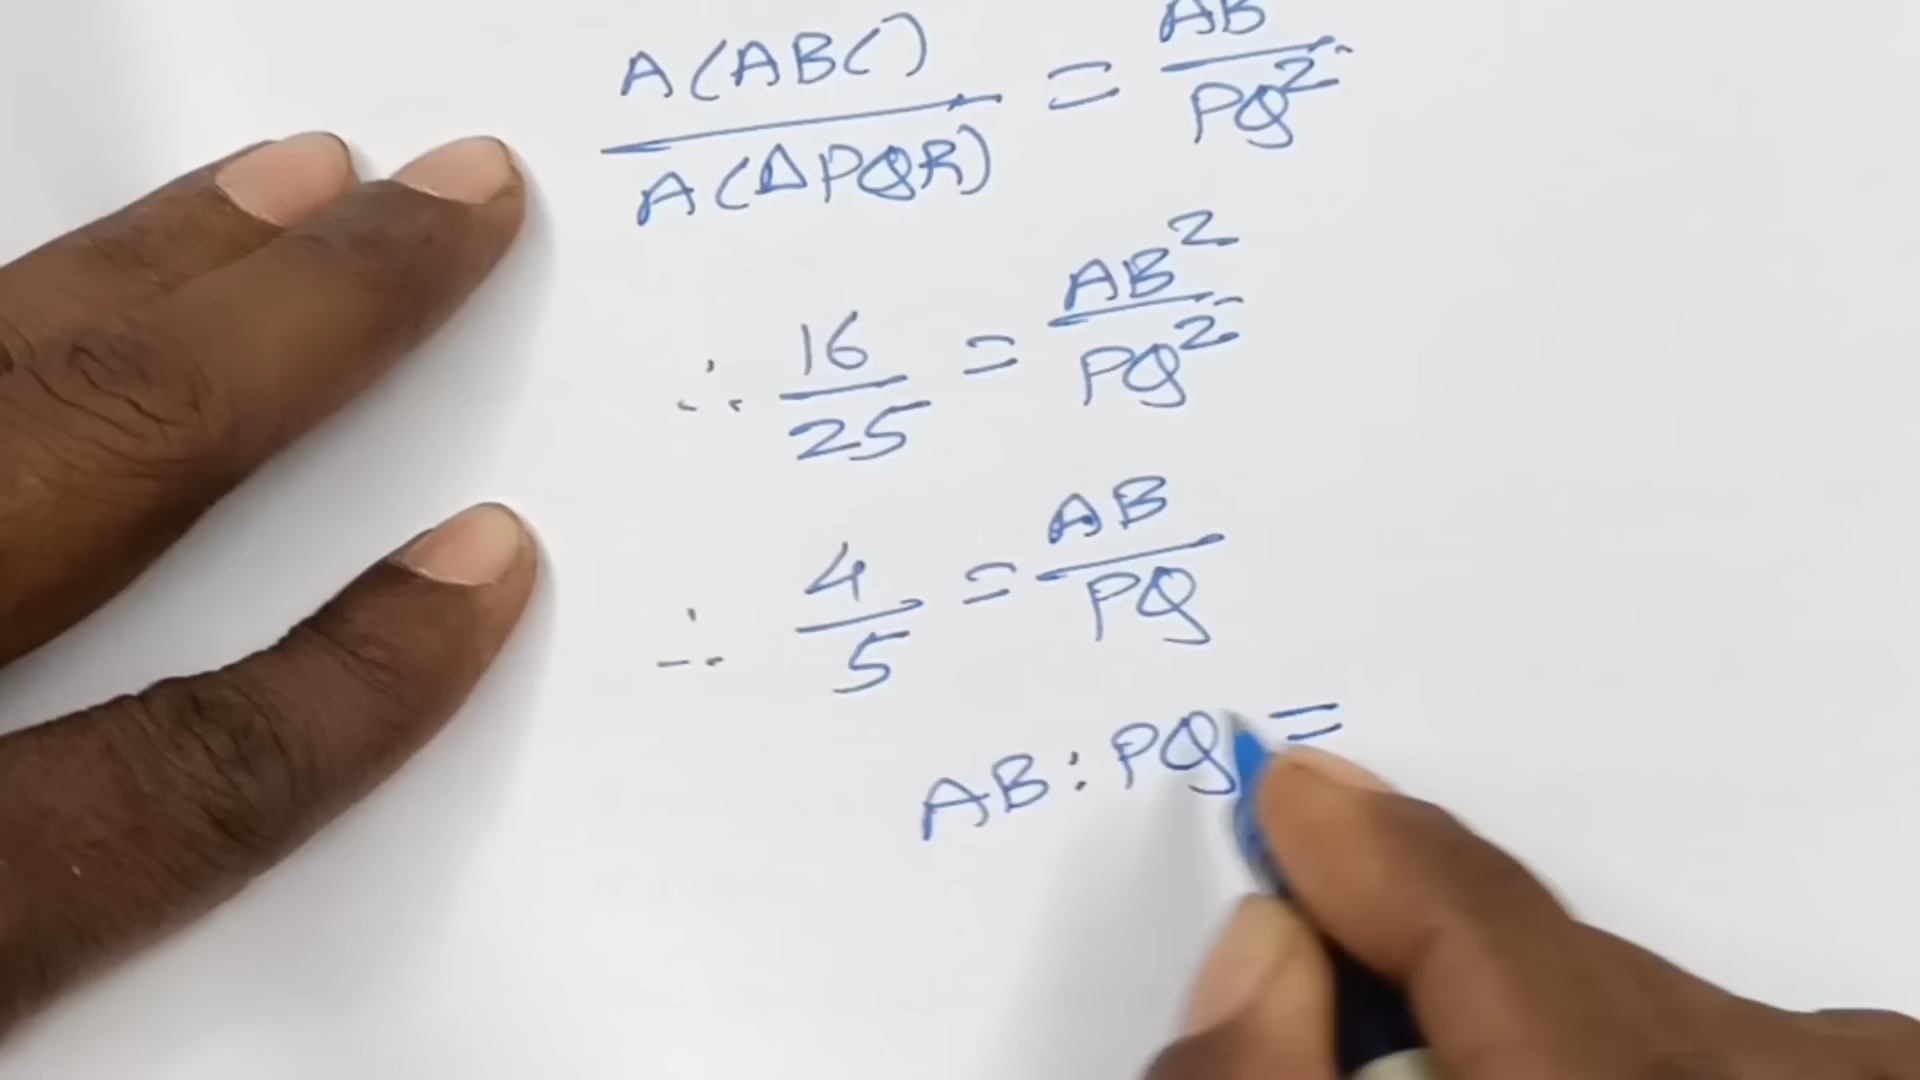 A(ABC) / A(ΔPQR) = AB / PQ²
∴ 16/25 = AB²/PQ²
∴ 4/5 = AB/PQ
AB : PQ =